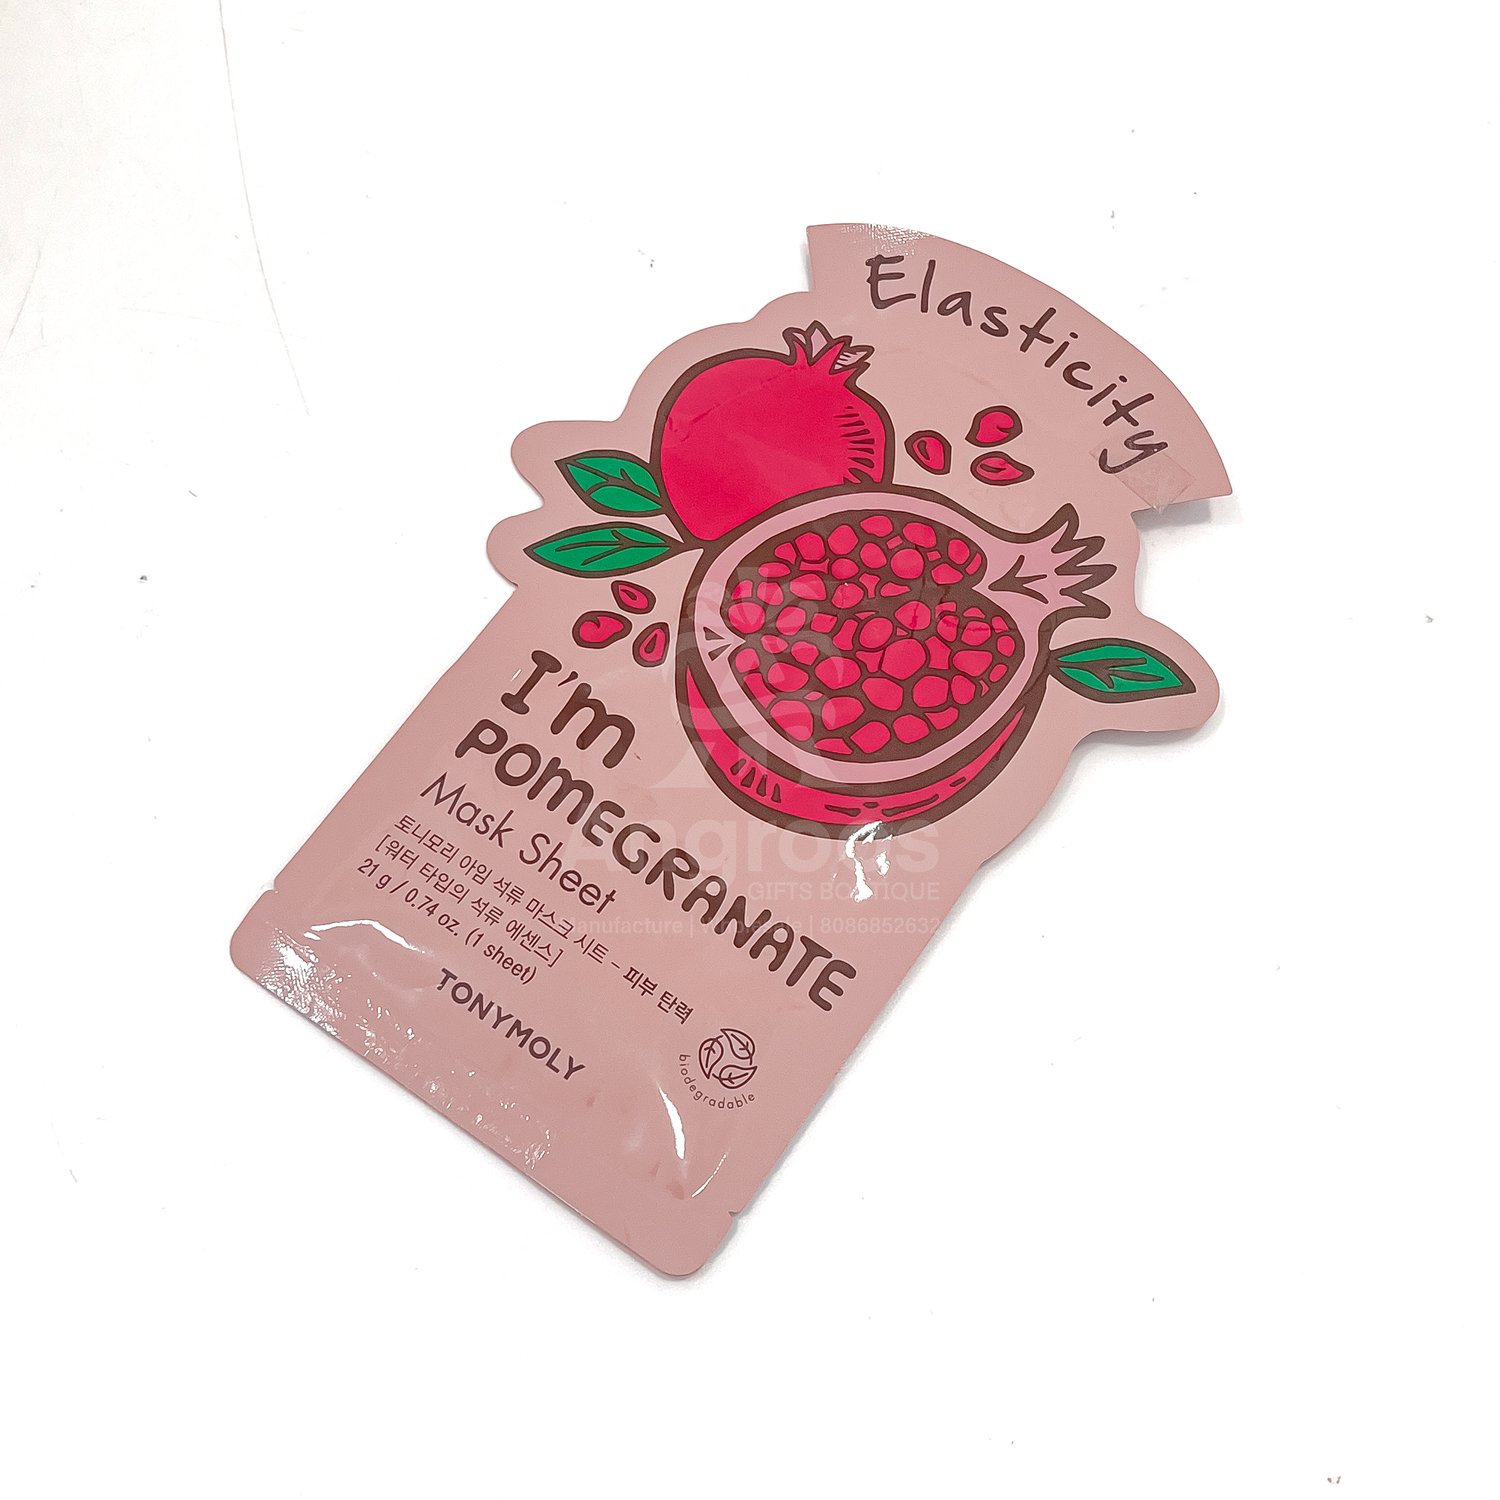 Elasticity
I'm
POMEGRANATE
Mask Sheet
토니모리 아임 석류 마스크 시트 - 피부 탄력
[워터 타입의 석류 에센스]
21 g / 0.74 oz. (1 sheet)
TONYMOLY
biodegradable
GIFTS BOUTIQUE
8086852632